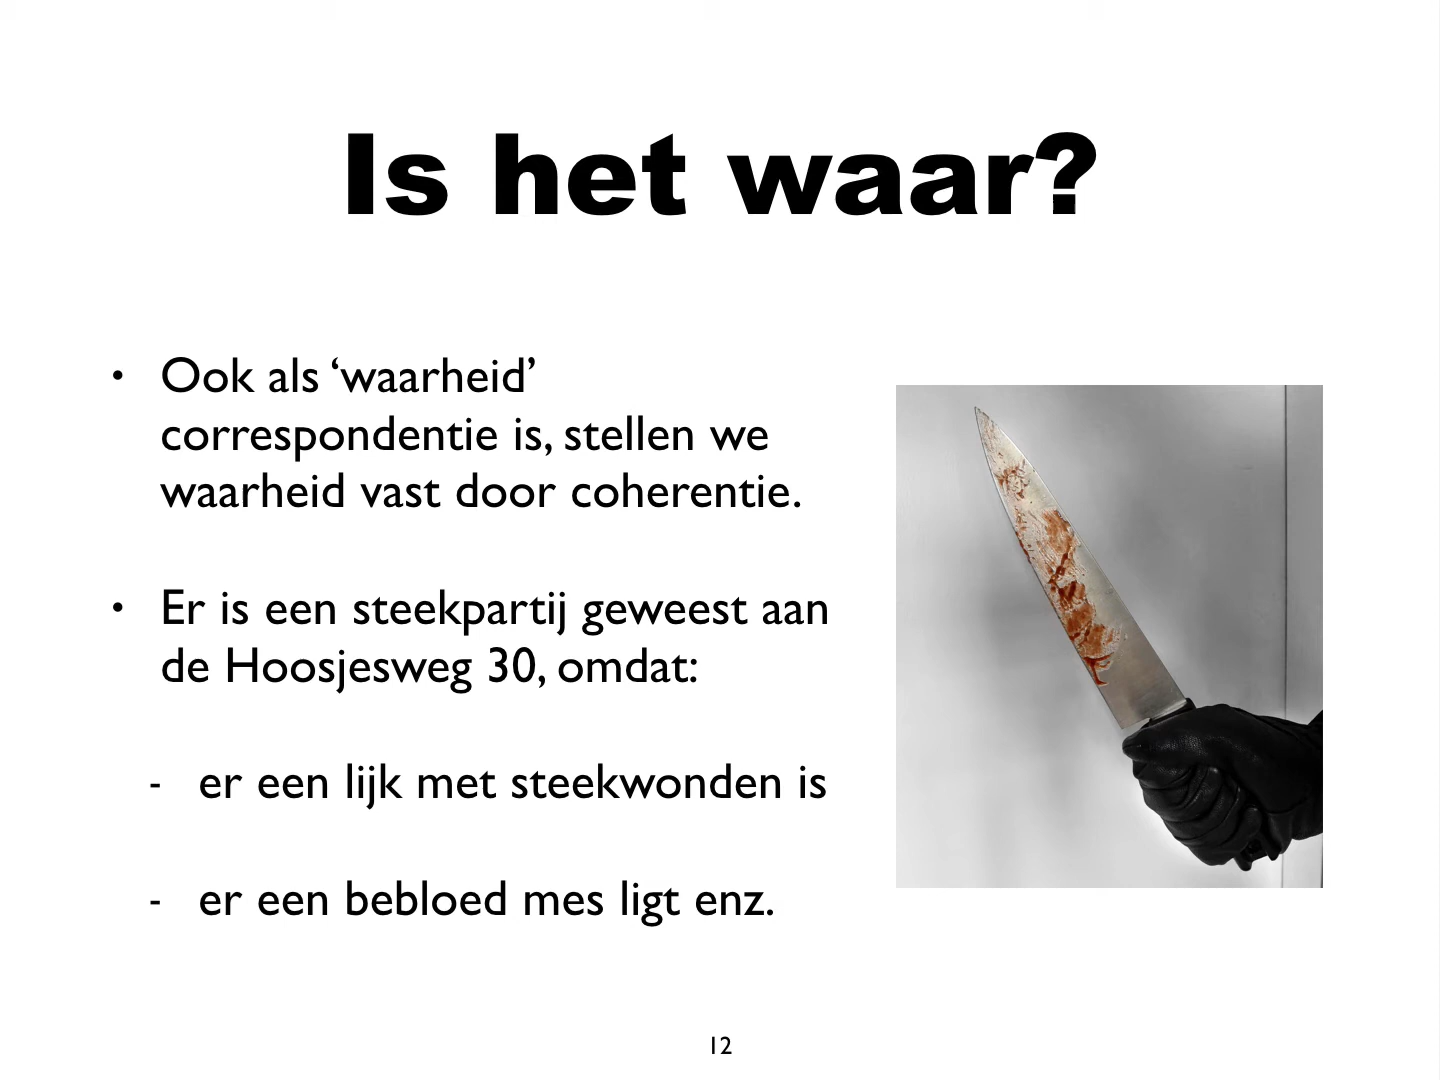 Is het waar?
• Ook als ‘waarheid’
correspondentie is, stellen we
waarheid vast door coherentie.
• Er is een steekpartij geweest aan
de Hoosjesweg 30, omdat:
- er een lijk met steekwonden is
- er een bebloed mes ligt enz.
12